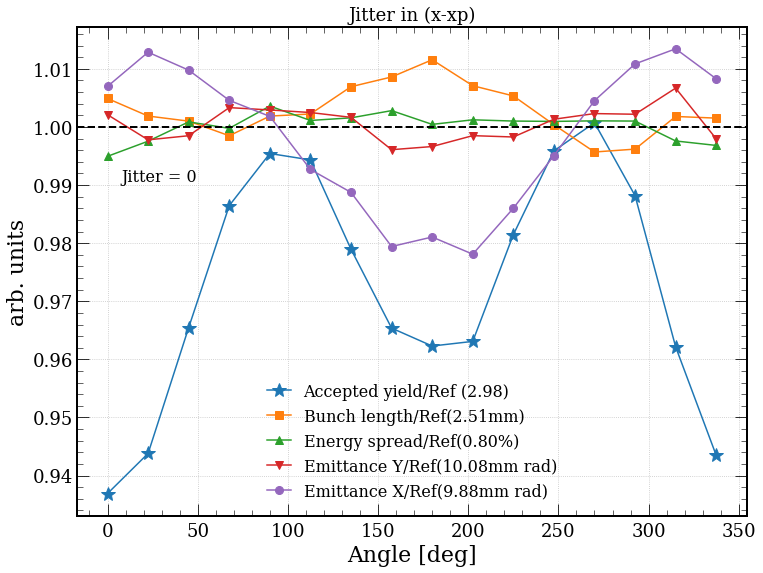 Jitter in (x-xp)
arb. units
1.01
1.00
0.99
0.98
0.97
0.96
0.95
0.94
Jitter = 0
Accepted yield/Ref (2.98)
Bunch length/Ref(2.51mm)
Energy spread/Ref(0.80%)
Emittance Y/Ref(10.08mm rad)
Emittance X/Ref(9.88mm rad)
0 50 100 150 200 250 300 350
Angle [deg]